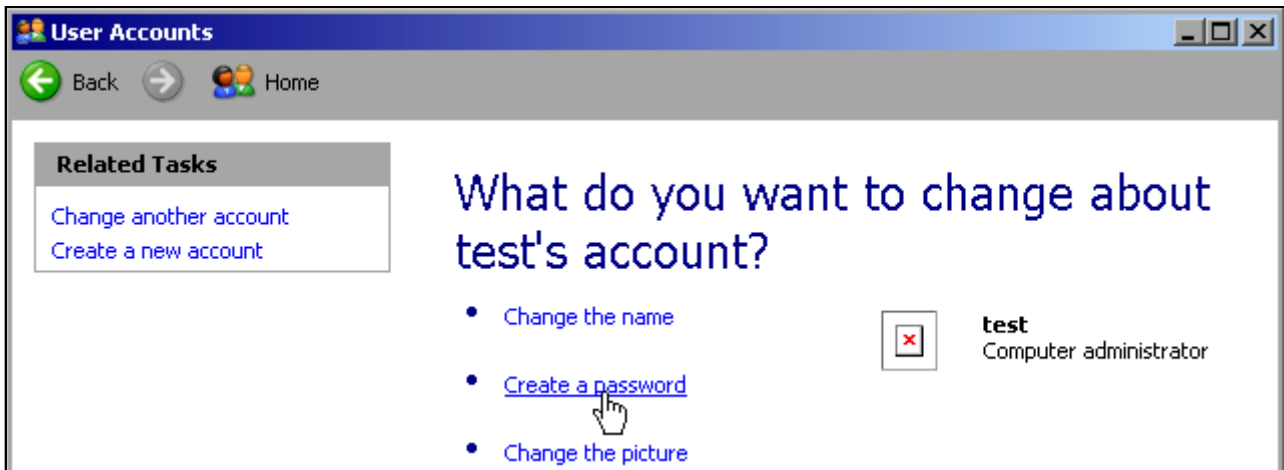 User Accounts
Back Home
Related Tasks
Change another account
Create a new account
What do you want to change about
test's account?
Change the name
test
Computer administrator
Create a password
Change the picture